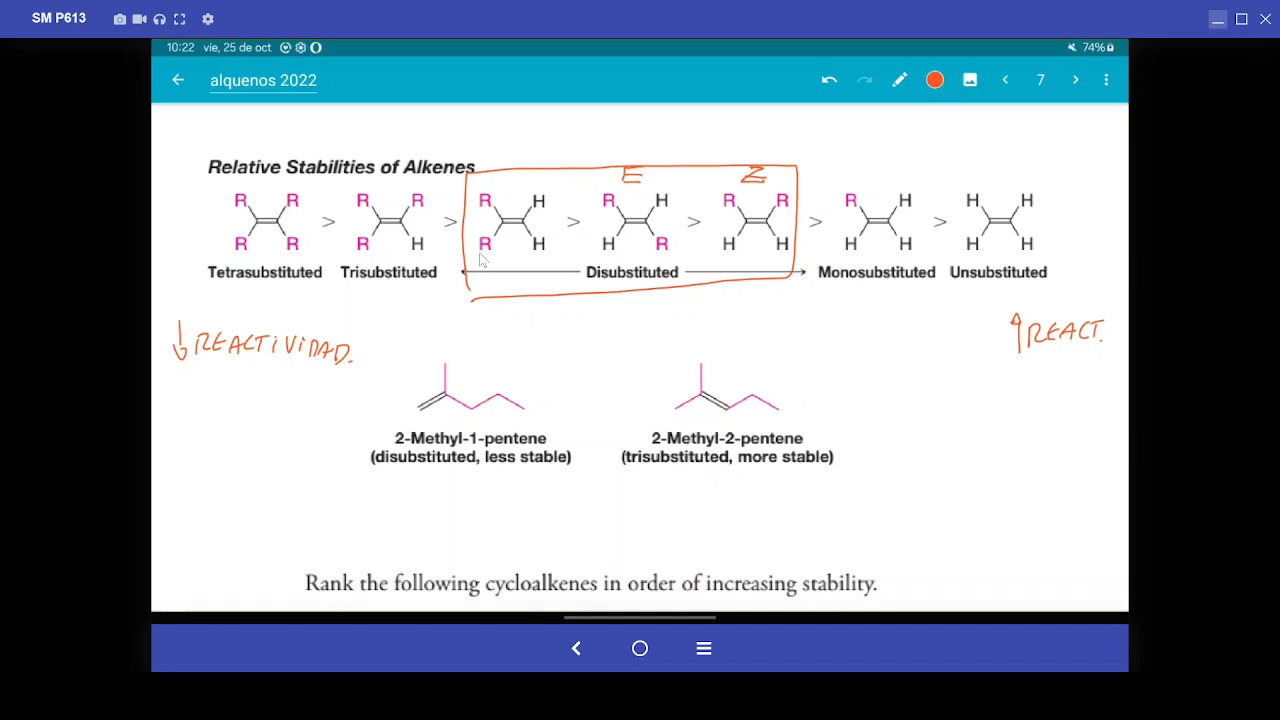 SM P613
10:22 vie, 25 de oct 74%
alquenos 2022 7
Relative Stabilities of Alkenes
E Z
R R R R R H R H R R R H H H
> > > > > >
R R R H R H H R H H H H H H
Tetrasubstituted Trisubstituted Disubstituted Monosubstituted Unsubstituted
↓ REACTIVIDAD. ↑ REACT.
2-Methyl-1-pentene 2-Methyl-2-pentene
(disubstituted, less stable) (trisubstituted, more stable)
Rank the following cycloalkenes in order of increasing stability.